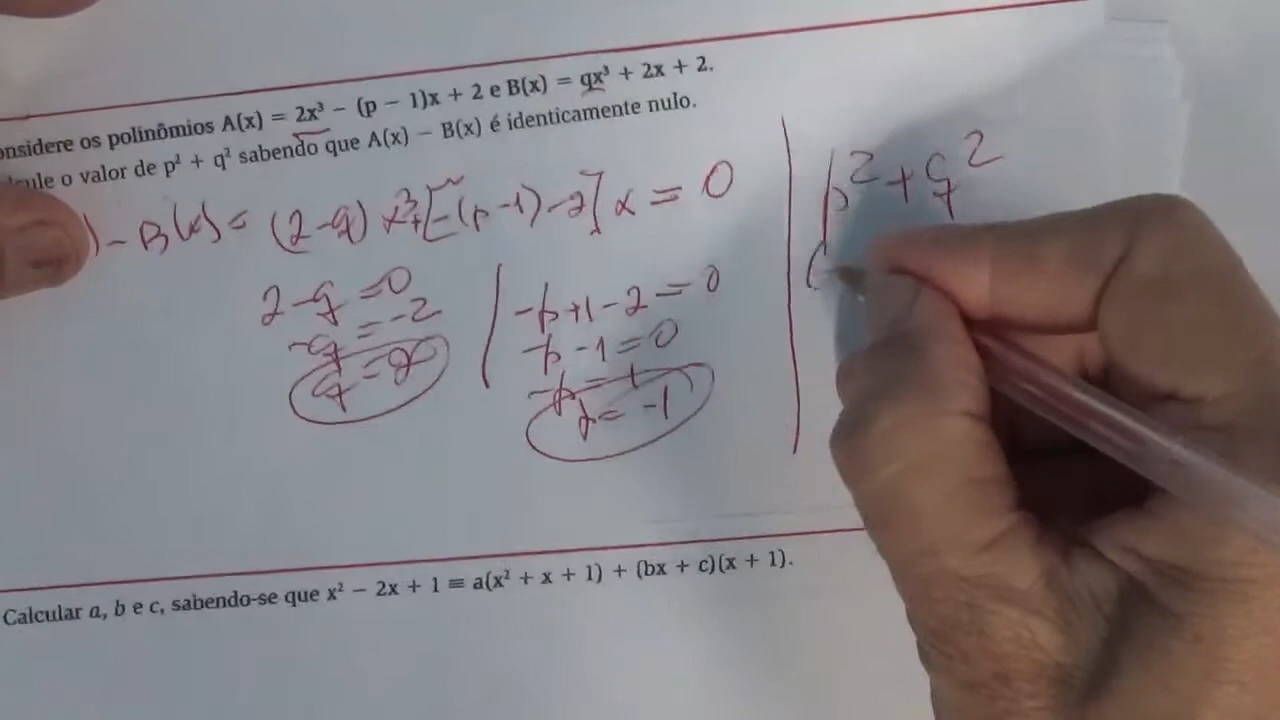 onsidere os polinômios A(x) = 2x³ − (p − 1)x + 2 e B(x) = qx³ + 2x + 2.
cule o valor de p² + q² sabendo que A(x) − B(x) é identicamente nulo.
) - B(x) = (2-q) x³ + [-(p-1)-2] x = 0
2-q = 0
-q = -2
q = 2
-p+1-2 = 0
-p-1 = 0
-p = 1
p = -1
p² + q²
(
Calcular a, b e c, sabendo-se que x² − 2x + 1 ≡ a(x² + x + 1) + (bx + c)(x + 1).